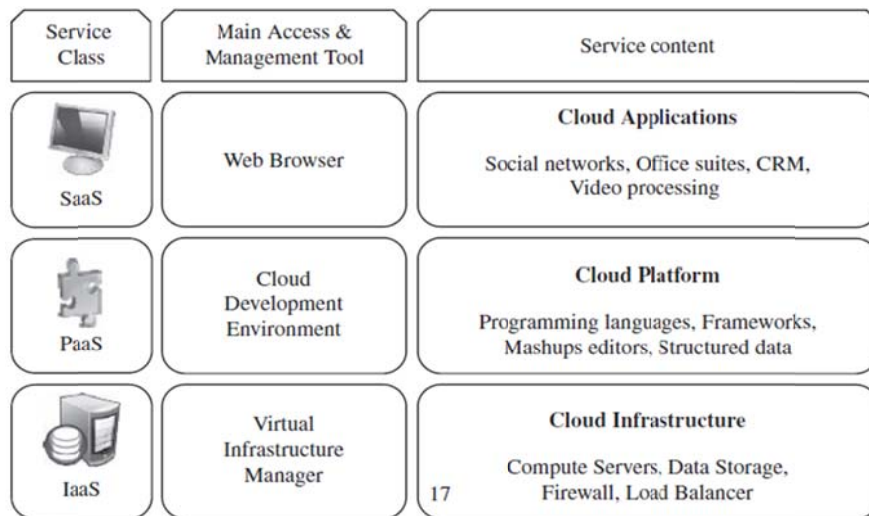 Service
Class
Main Access &
Management Tool
Service content
SaaS
Web Browser
Cloud Applications
Social networks, Office suites, CRM,
Video processing
PaaS
Cloud
Development
Environment
Cloud Platform
Programming languages, Frameworks,
Mashups editors, Structured data
IaaS
Virtual
Infrastructure
Manager
17
Cloud Infrastructure
Compute Servers, Data Storage,
Firewall, Load Balancer